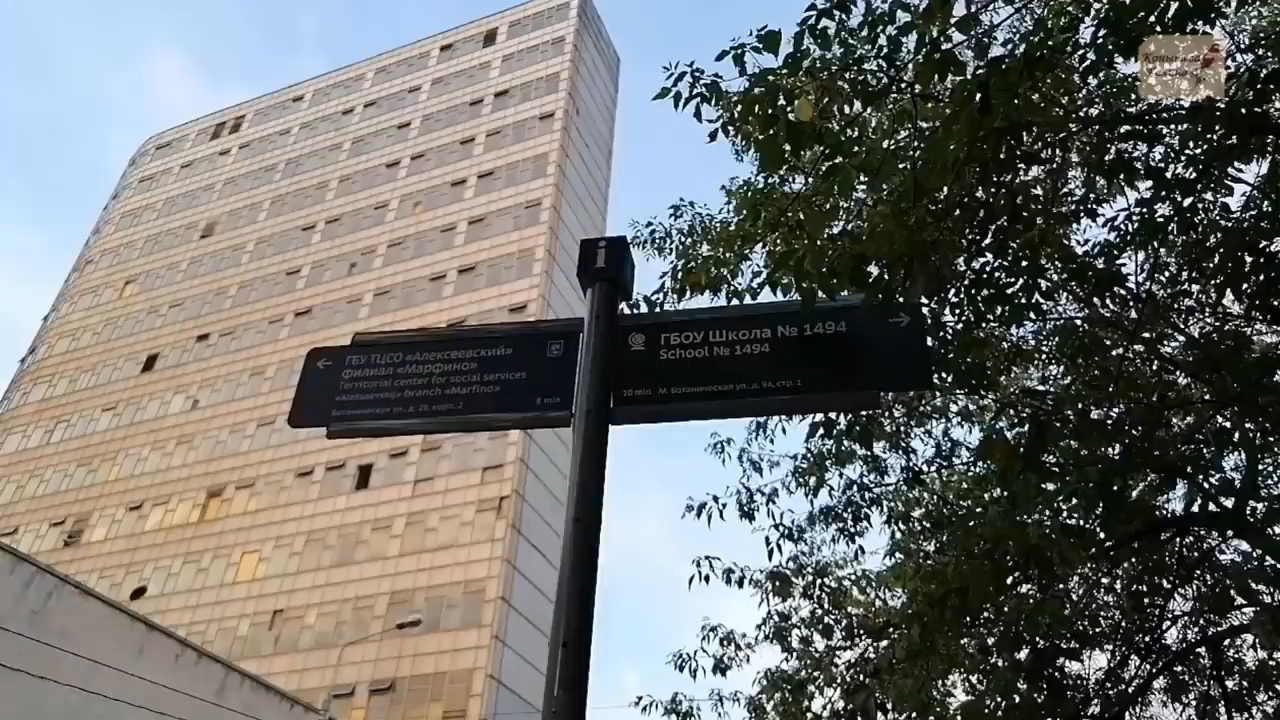 i
ГБУ ТЦСО «Алексеевский»
филиал «Марфино»
Territorial center for social services
«Alekseevskij» branch «Marfino»
Ботаническая ул., д. 29, корп. 2
8 min
ГБОУ Школа № 1494
School № 1494
10 min М. Ботаническая ул., д. 9А, стр. 1